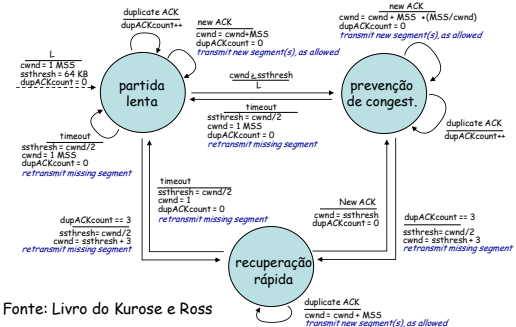 duplicate ACK
dupACKcount++
new ACK
cwnd = cwnd+MSS
dupACKcount = 0
transmit new segment(s), as allowed
new ACK
cwnd = cwnd + MSS •(MSS/cwnd)
dupACKcount = 0
transmit new segment(s), as allowed
L
cwnd = 1 MSS
ssthresh = 64 KB
dupACKcount = 0
partida
lenta
cwnd ≥ ssthresh
L
timeout
ssthresh = cwnd/2
cwnd = 1 MSS
dupACKcount = 0
retransmit missing segment
prevenção
de congest.
duplicate ACK
dupACKcount++
timeout
ssthresh = cwnd/2
cwnd = 1 MSS
dupACKcount = 0
retransmit missing segment
timeout
ssthresh = cwnd/2
cwnd = 1
dupACKcount = 0
retransmit missing segment
New ACK
cwnd = ssthresh
dupACKcount = 0
dupACKcount == 3
ssthresh= cwnd/2
cwnd = ssthresh + 3
retransmit missing segment
dupACKcount == 3
ssthresh= cwnd/2
cwnd = ssthresh + 3
retransmit missing segment
recuperação
rápida
duplicate ACK
cwnd = cwnd + MSS
transmit new segment(s), as allowed
Fonte: Livro do Kurose e Ross